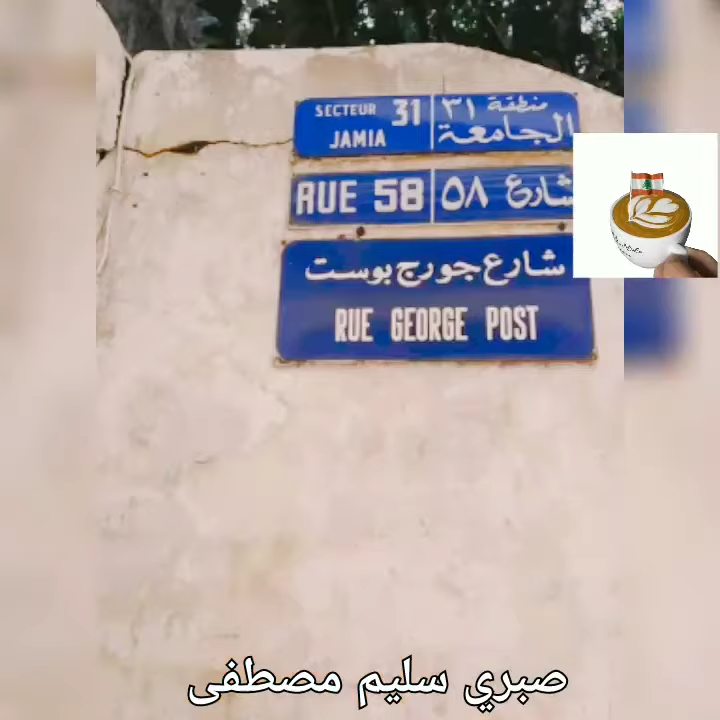 SECTEUR 31 منطقة ٣١
JAMIA الجامعة
RUE 58 شارع ٥٨
شارع جورج بوست
RUE GEORGE POST
صبري سليم مصطفى